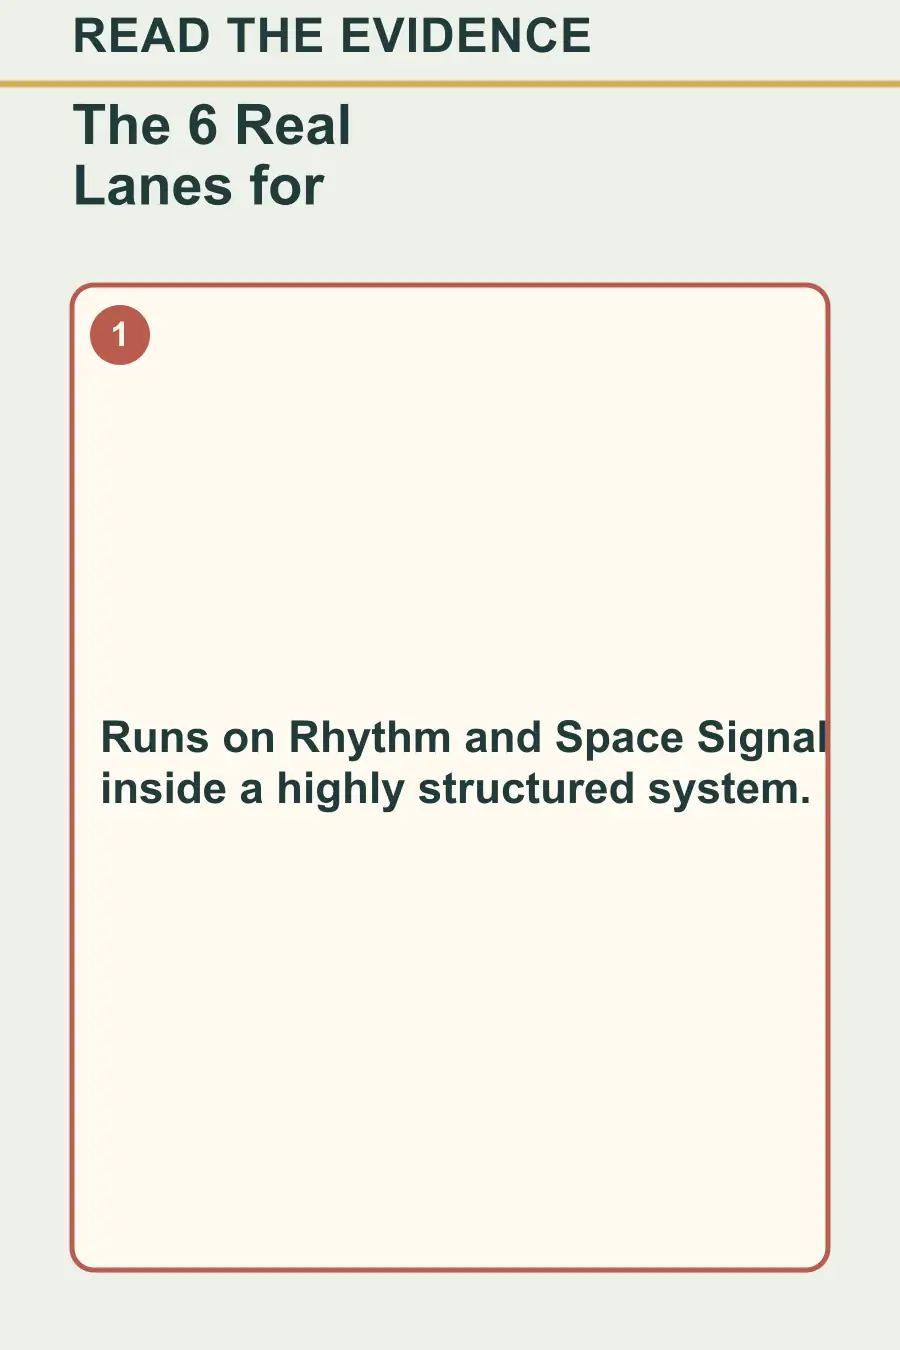 READ THE EVIDENCE
The 6 Real
Lanes for
1
Runs on Rhythm and Space Signal
inside a highly structured system.